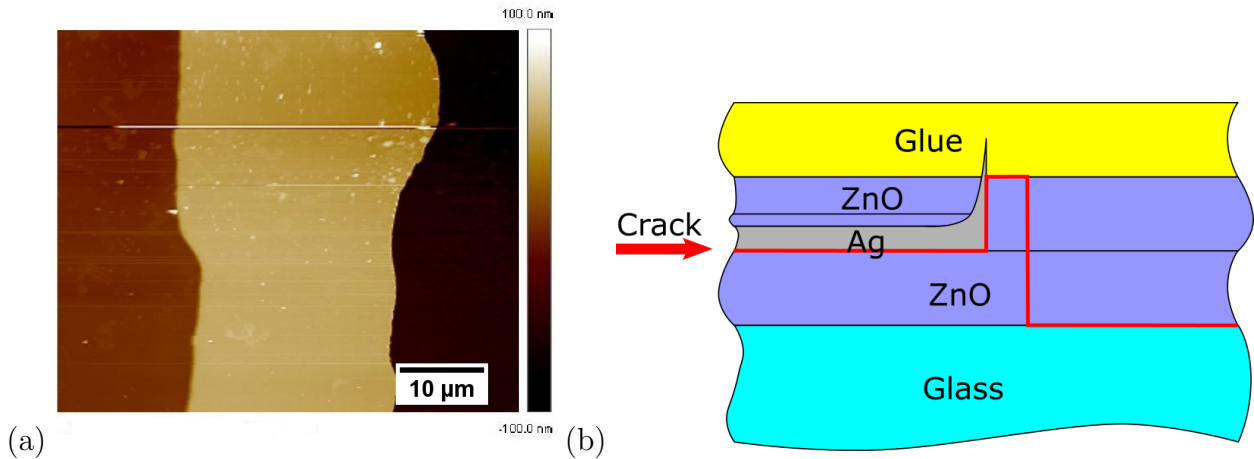 100.0 nm
10 µm
-100.0 nm
(a)
Glue
ZnO
Crack
Ag
ZnO
Glass
(b)